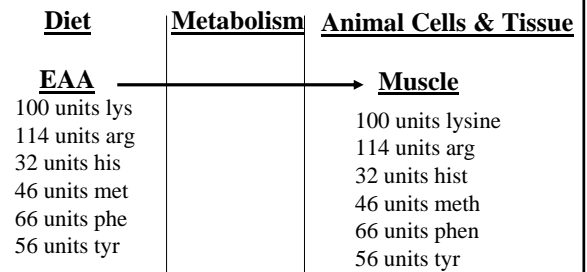 Diet
Metabolism
Animal Cells & Tissue
EAA
100 units lys
114 units arg
32 units his
46 units met
66 units phe
56 units tyr
Muscle
100 units lysine
114 units arg
32 units hist
46 units meth
66 units phen
56 units tyr